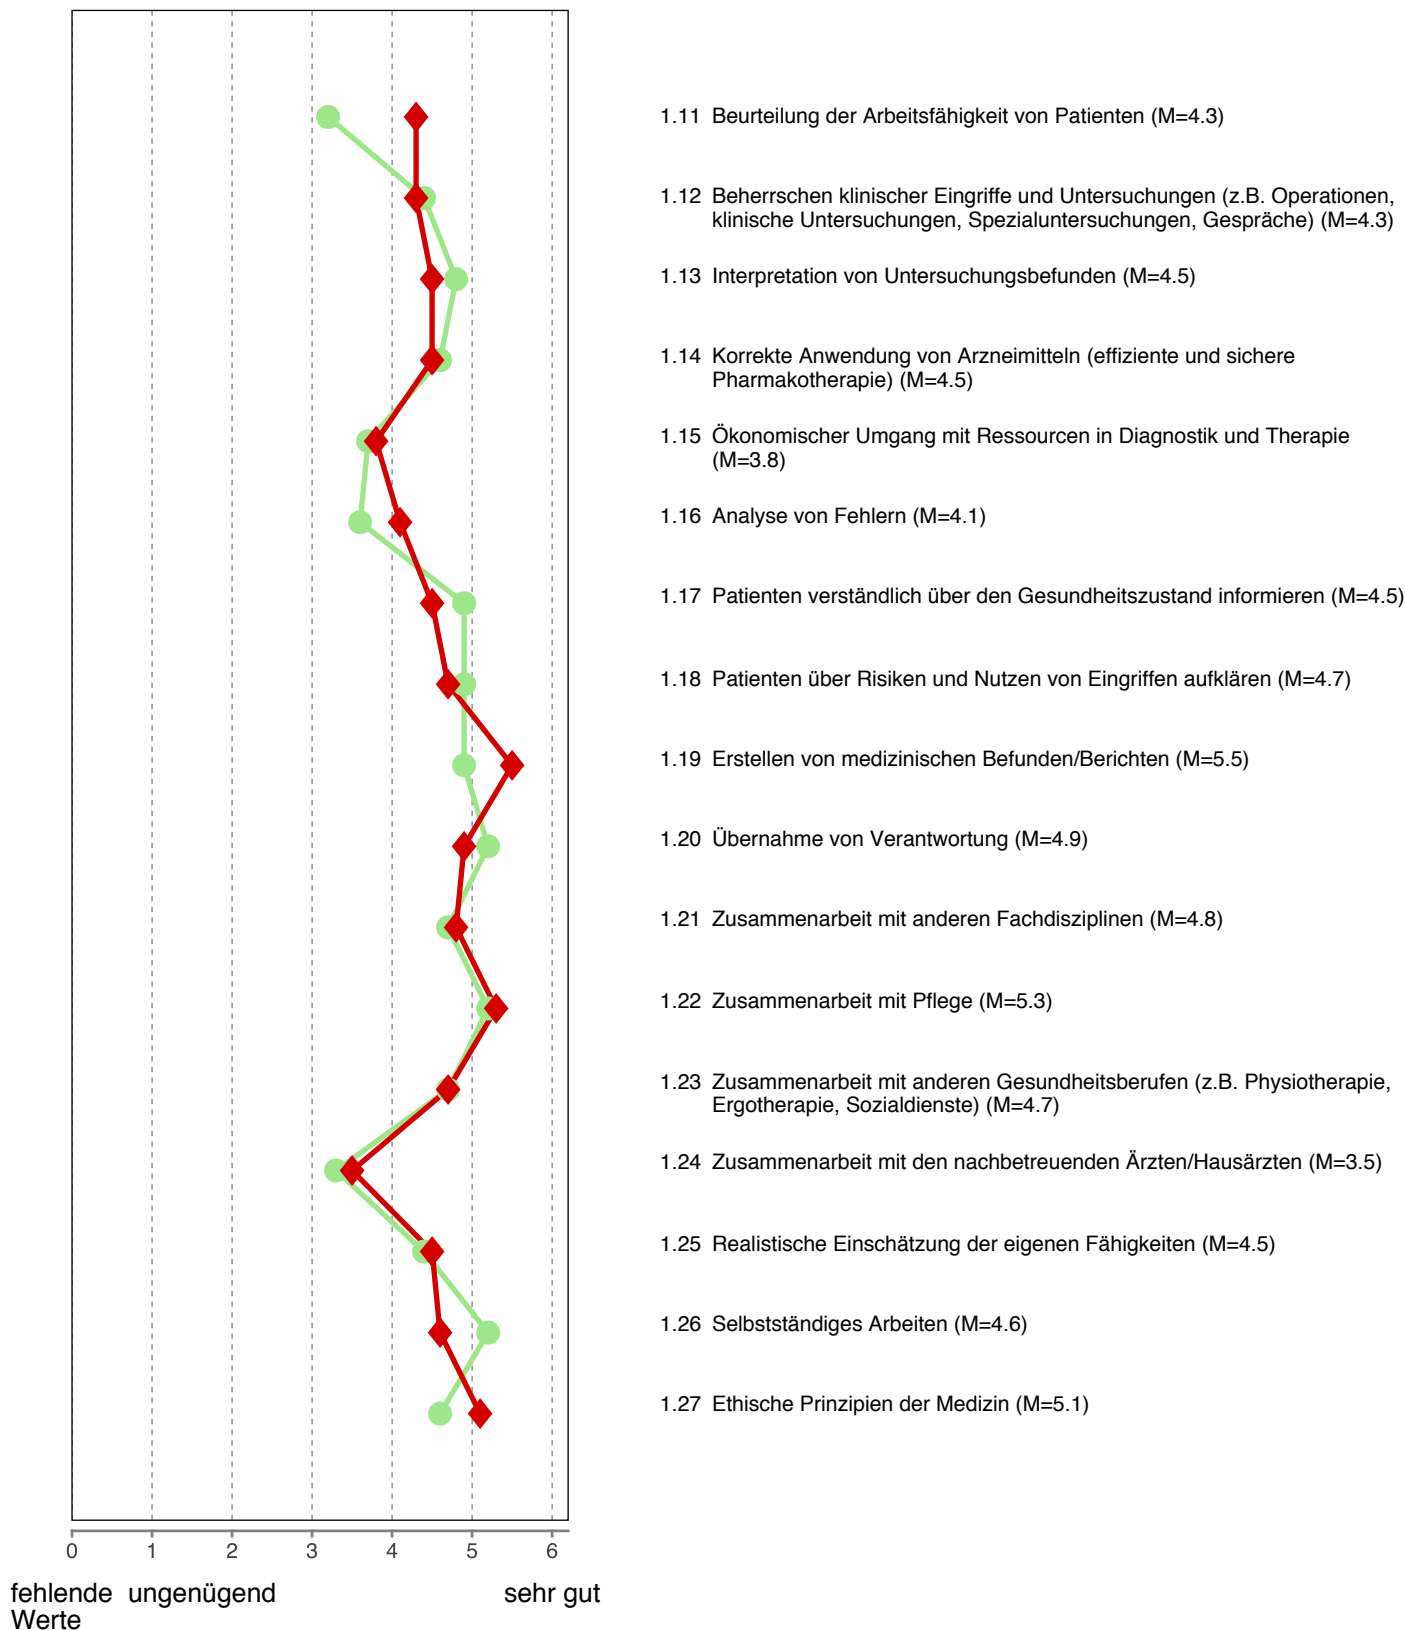 1.11 Beurteilung der Arbeitsfähigkeit von Patienten (M=4.3)
1.12 Beherrschen klinischer Eingriffe und Untersuchungen (z.B. Operationen,
klinische Untersuchungen, Spezialuntersuchungen, Gespräche) (M=4.3)
1.13 Interpretation von Untersuchungsbefunden (M=4.5)
1.14 Korrekte Anwendung von Arzneimitteln (effiziente und sichere
Pharmakotherapie) (M=4.5)
1.15 Ökonomischer Umgang mit Ressourcen in Diagnostik und Therapie
(M=3.8)
1.16 Analyse von Fehlern (M=4.1)
1.17 Patienten verständlich über den Gesundheitszustand informieren (M=4.5)
1.18 Patienten über Risiken und Nutzen von Eingriffen aufklären (M=4.7)
1.19 Erstellen von medizinischen Befunden/Berichten (M=5.5)
1.20 Übernahme von Verantwortung (M=4.9)
1.21 Zusammenarbeit mit anderen Fachdisziplinen (M=4.8)
1.22 Zusammenarbeit mit Pflege (M=5.3)
1.23 Zusammenarbeit mit anderen Gesundheitsberufen (z.B. Physiotherapie,
Ergotherapie, Sozialdienste) (M=4.7)
1.24 Zusammenarbeit mit den nachbetreuenden Ärzten/Hausärzten (M=3.5)
1.25 Realistische Einschätzung der eigenen Fähigkeiten (M=4.5)
1.26 Selbstständiges Arbeiten (M=4.6)
1.27 Ethische Prinzipien der Medizin (M=5.1)
0 1 2 3 4 5 6
fehlende ungenügend sehr gut
Werte